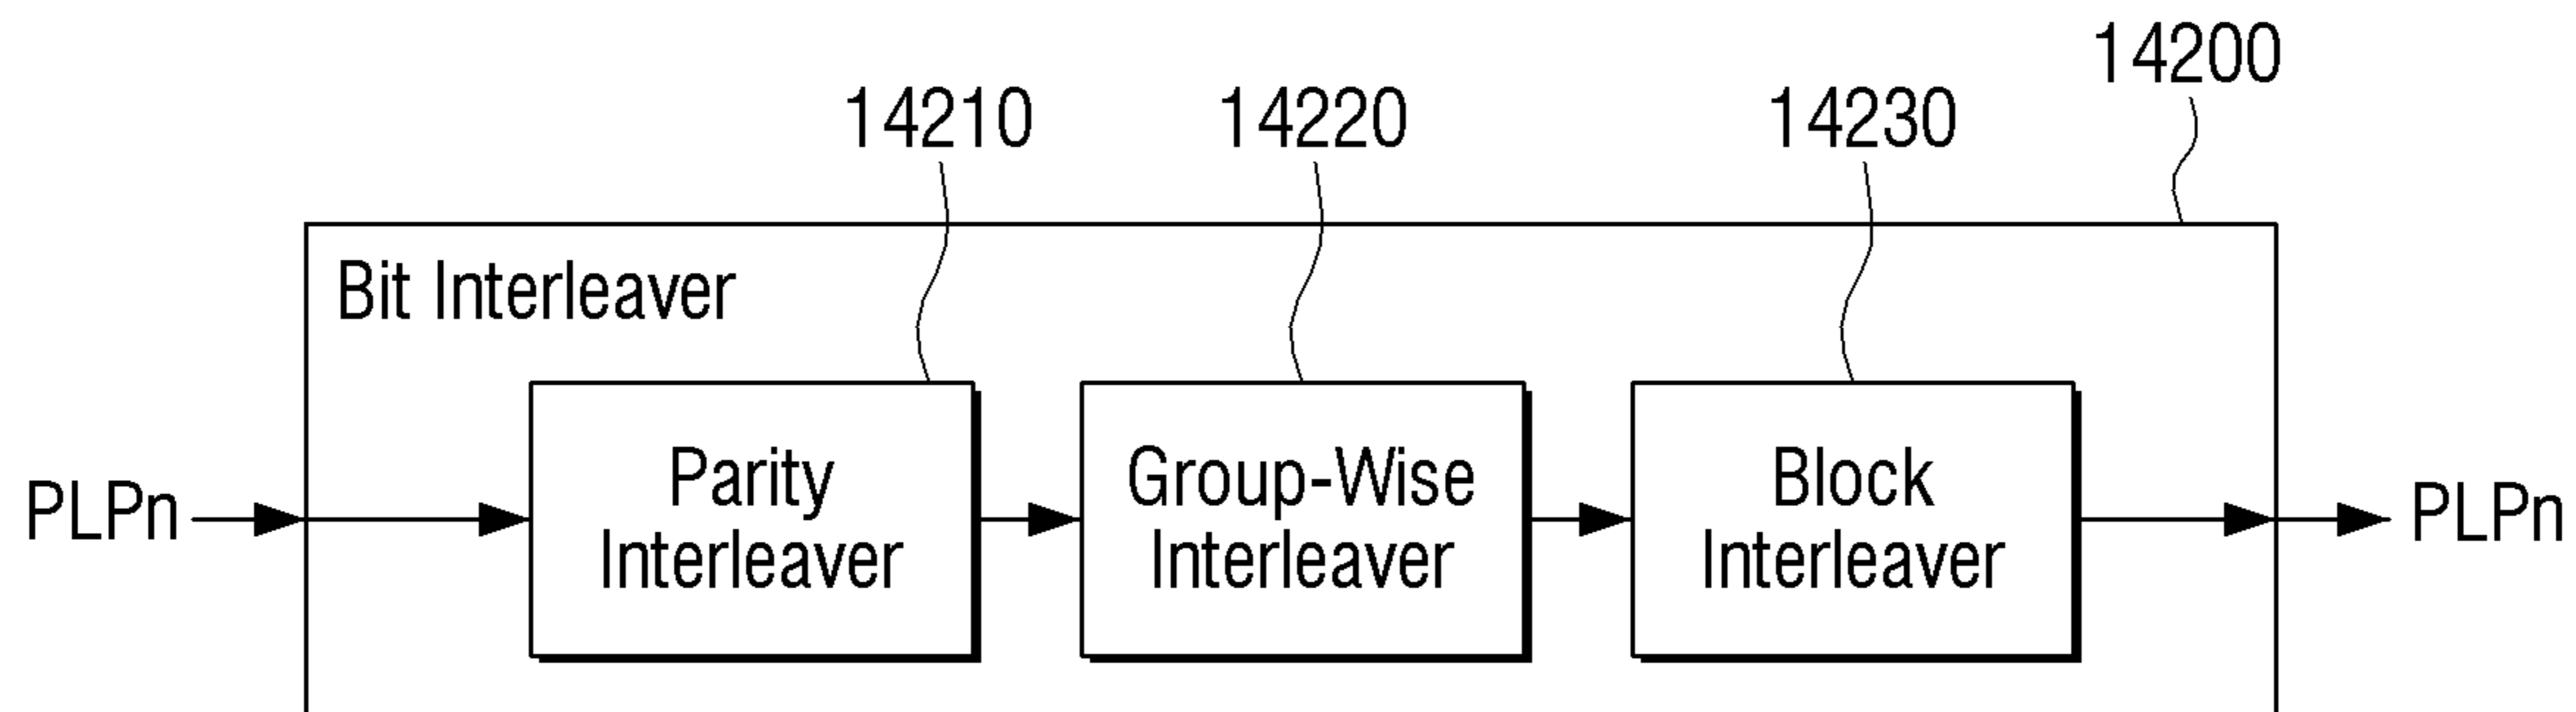 14200
14210 14220 14230
Bit Interleaver
PLPn
Parity
Interleaver
Group-Wise
Interleaver
Block
Interleaver
PLPn